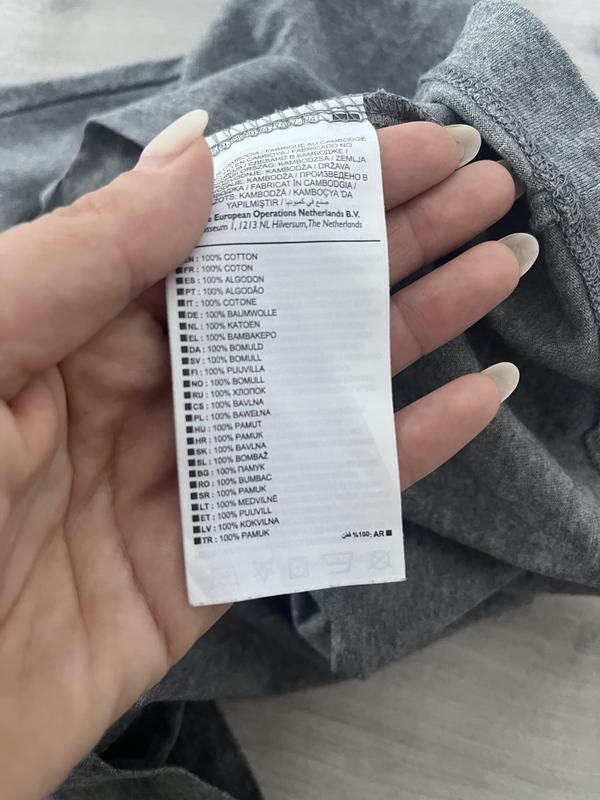 CAMBODIA / FABRIQUE AU CAMBODGE
CAMBOYA / FABRICADO NO
СДЕЛАНО В КАМБОДЖЕ /
KAMBODZSA / ZEMLJA
KAMBODŽA / DRŽAVA
KAMBODŽA / ПРОИЗВЕДЕНО В
/ FABRICAT ÎN CAMBODGIA /
KAMBODŽA / KAMBOÇYA 'DA
YAPILMIŞTIR / صنع في كمبوديا
European Operations Netherlands B.V.
1, 1213 NL Hilversum, The Netherlands
EN : 100% COTTON
FR : 100% COTON
ES : 100% ALGODON
PT : 100% ALGODÃO
IT : 100% COTONE
DE : 100% BAUMWOLLE
NL : 100% KATOEN
EL : 100% ΒΑΜΒΑΚΕΡΟ
DA : 100% BOMULD
SV : 100% BOMULL
FI : 100% PUUVILLA
NO : 100% BOMULL
RU : 100% ХЛОПОК
CS : 100% BAVLNA
PL : 100% BAWEŁNA
HU : 100% PAMUT
HR : 100% PAMUK
SK : 100% BAVLNA
SL : 100% BOMBAŽ
BG : 100% ПАМУК
RO : 100% BUMBAC
SR : 100% PAMUK
LT : 100% MEDVILNĖ
ET : 100% PUUVILL
LV : 100% KOKVILNA
TR : 100% PAMUK
AR :100% قطن